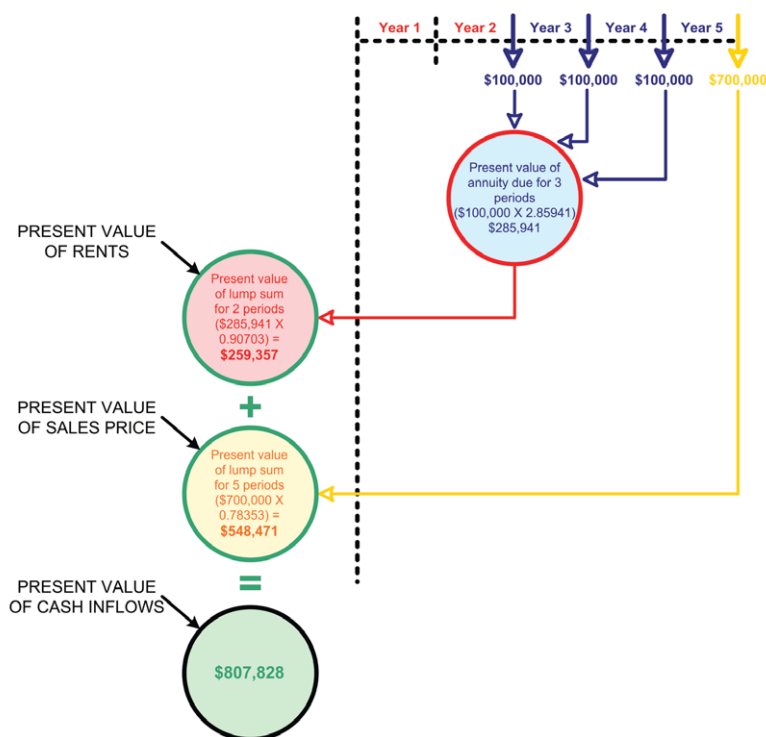 Year 1 Year 2 Year 3 Year 4 Year 5
$100,000 $100,000 $100,000 $700,000
Present value of
annuity due for 3
periods
($100,000 X 2.85941)
$285,941
PRESENT VALUE
OF RENTS
Present value
of lump sum
for 2 periods
($285,941 X
0.90703) =
$259,357
+
PRESENT VALUE
OF SALES PRICE
Present value
of lump sum
for 5 periods
($700,000 X
0.78353) =
$548,471
=
PRESENT VALUE
OF CASH INFLOWS
$807,828